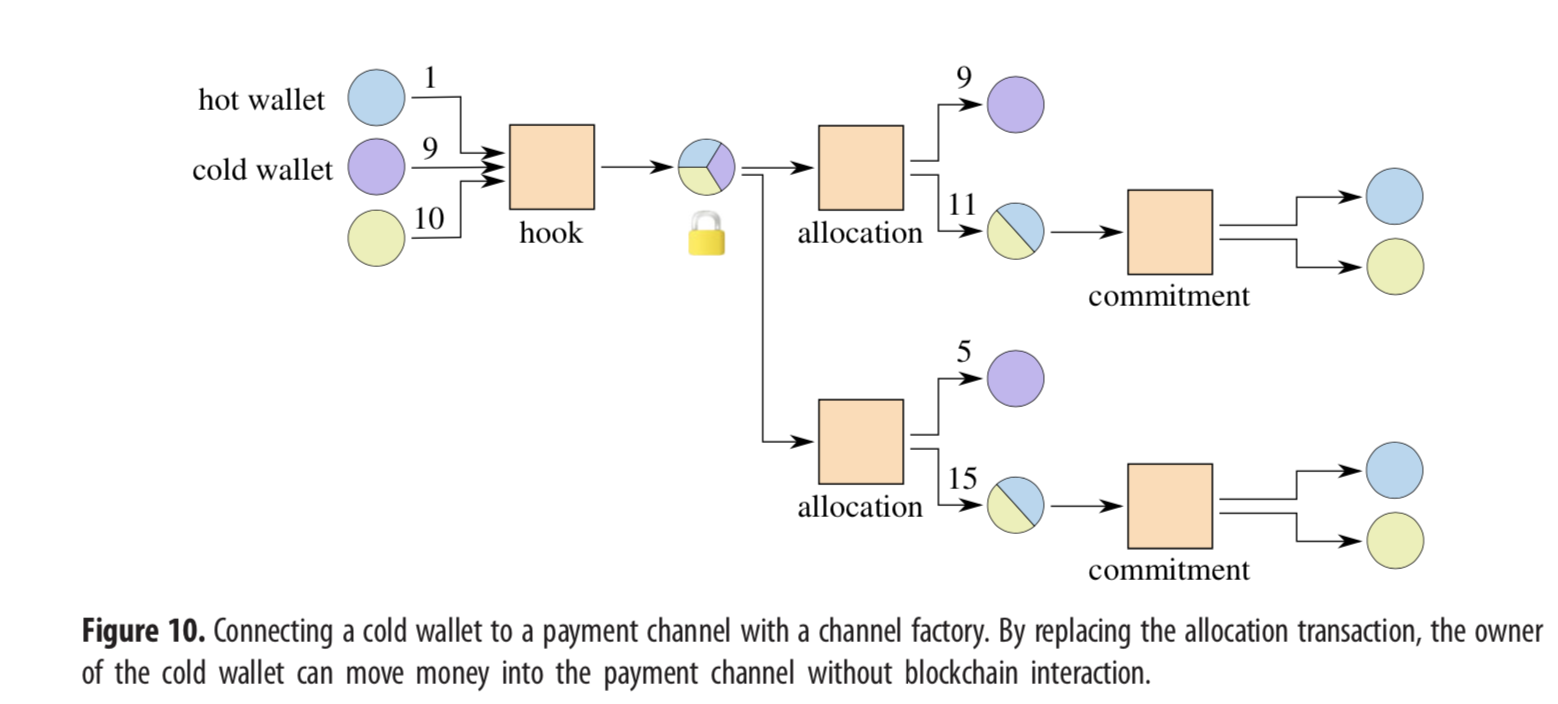 hot wallet 1
cold wallet 9
10
hook
allocation
9
11
commitment
allocation
5
15
commitment
Figure 10. Connecting a cold wallet to a payment channel with a channel factory. By replacing the allocation transaction, the owner
of the cold wallet can move money into the payment channel without blockchain interaction.